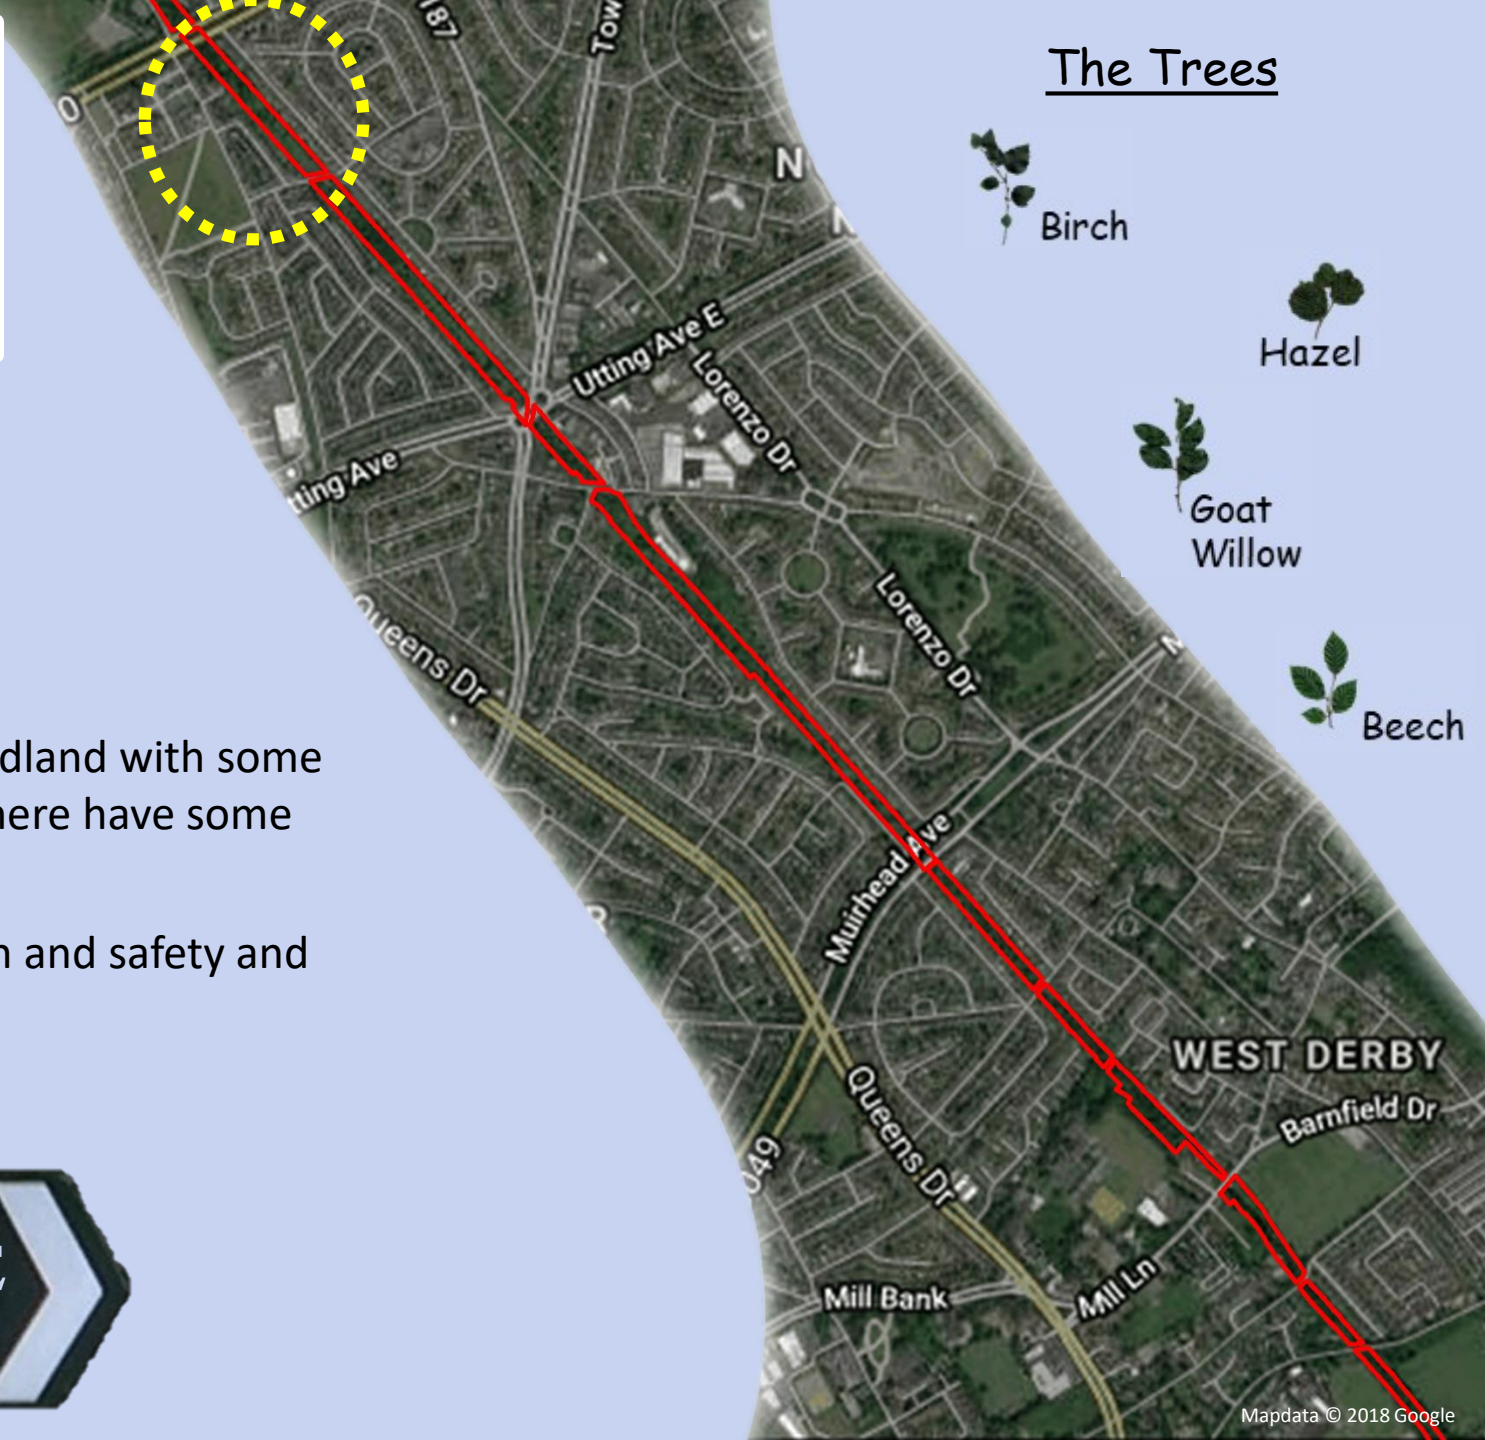 The Trees
Birch
Hazel
Goat
Willow
Beech
187
Tow
N
Utting Ave E
Lorenzo Dr
tting Ave
Queens Dr
Lorenzo Dr
Muirhead Ave
WEST DERBY
Barnfield Dr
Queens Dr
Mill Bank
Mill Ln
dland with some
here have some
n and safety and
Mapdata © 2018 Google